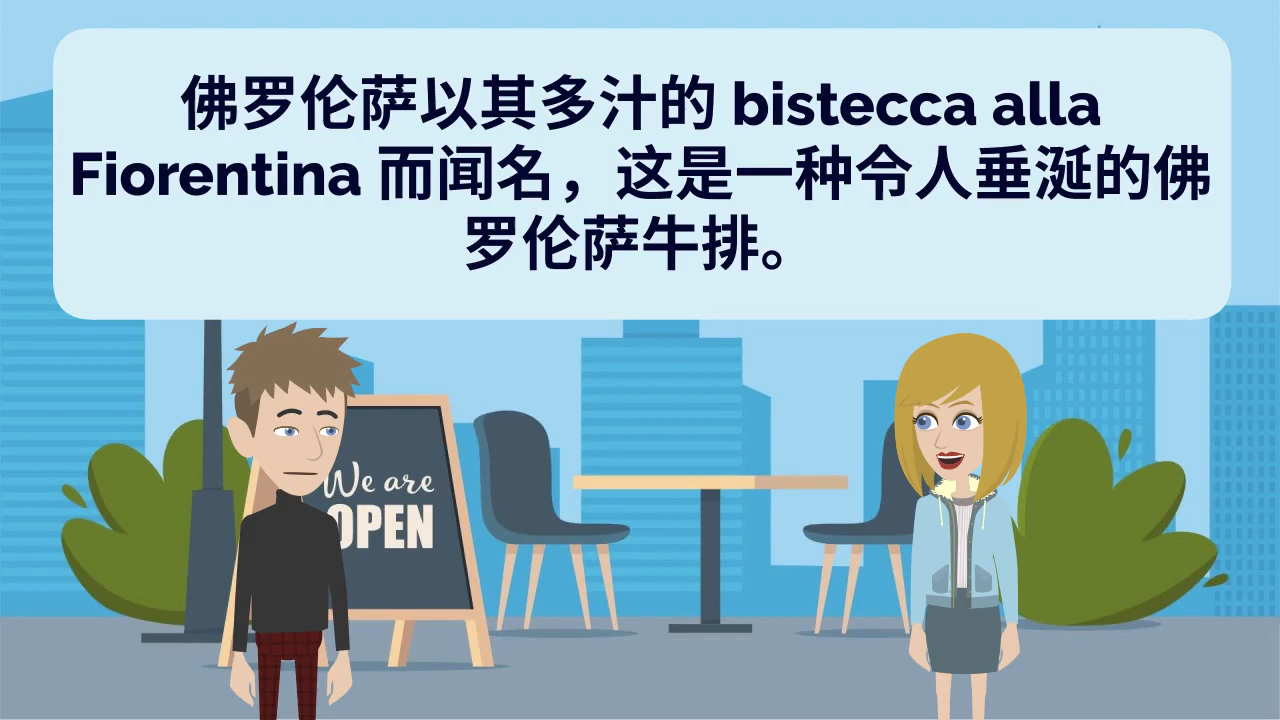 佛罗伦萨以其多汁的 bistecca alla
Fiorentina 而闻名，这是一种令人垂涎的佛
罗伦萨牛排。
We are
OPEN